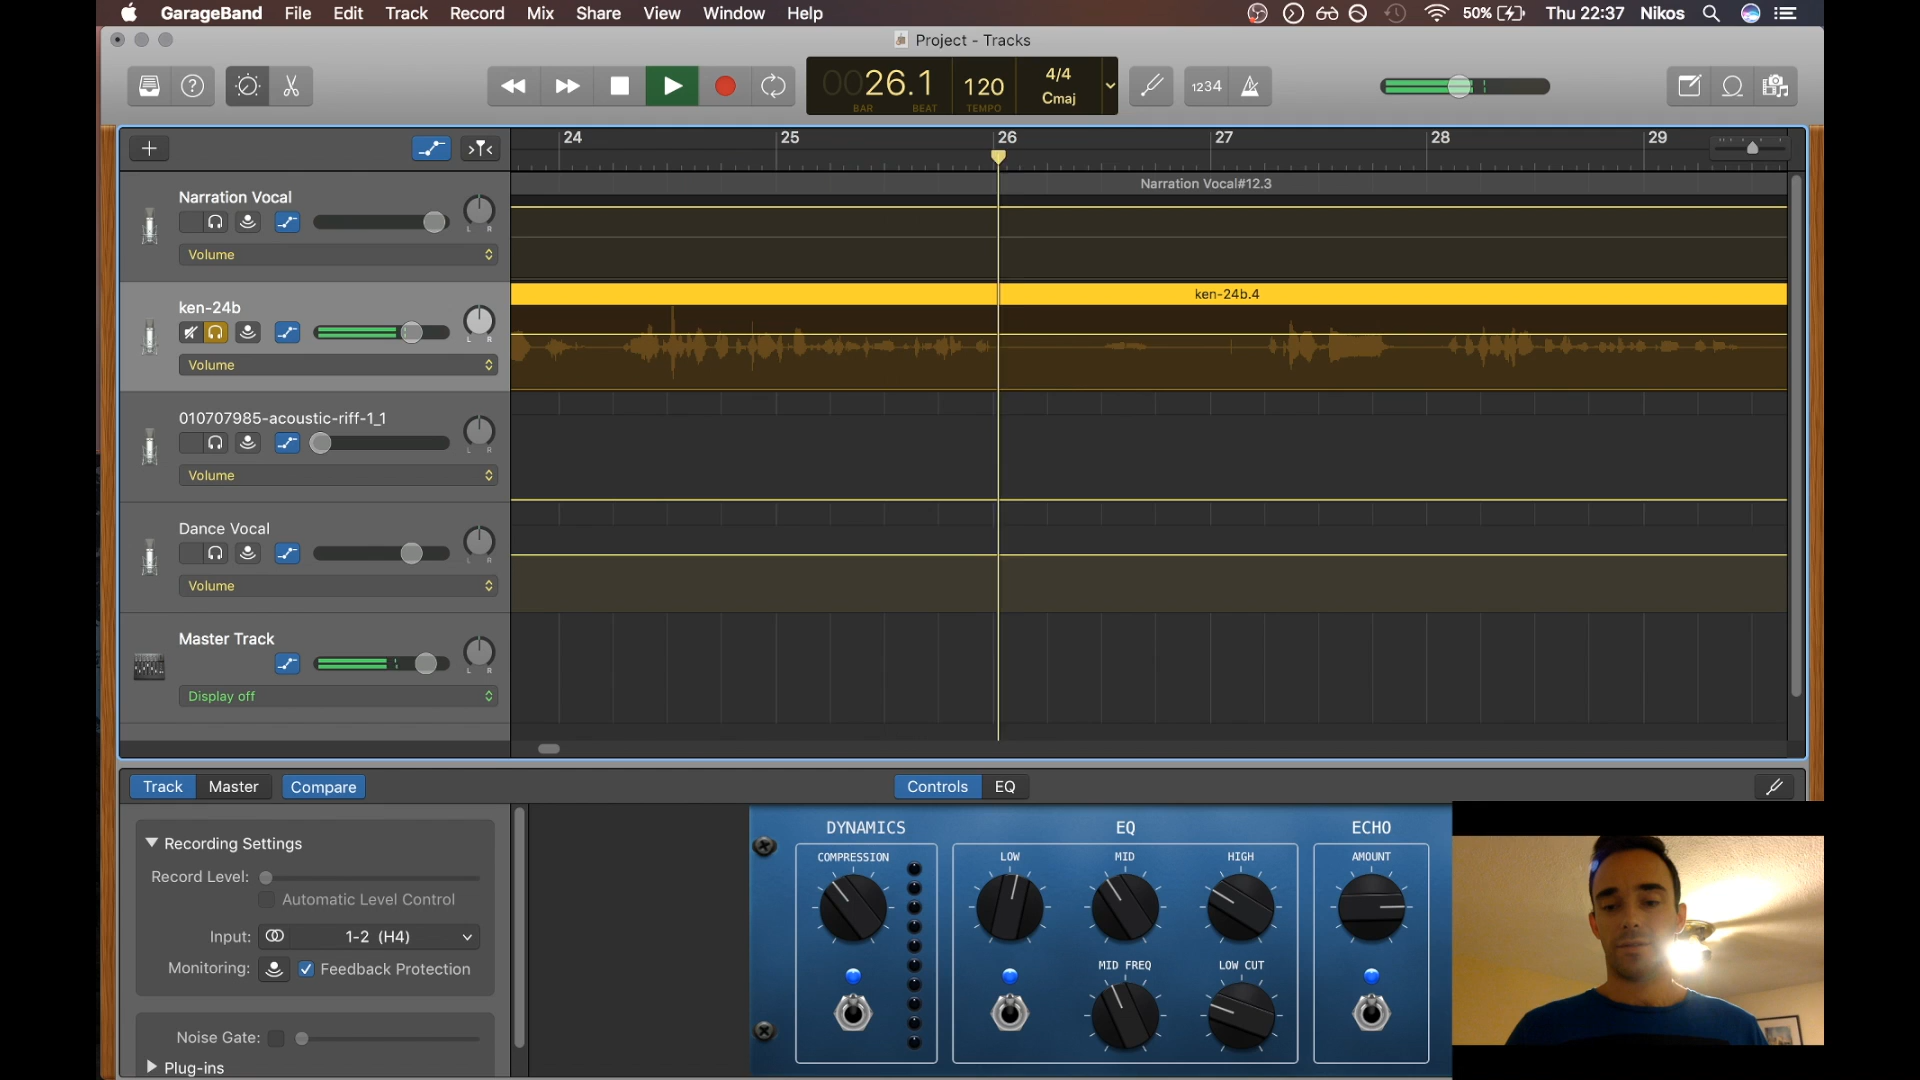 GarageBand File Edit Track Record Mix Share View Window Help 50% Thu 22:37 Nikos
Project - Tracks
0026.1 120 4/4 Cmaj 1234
BAR BEAT TEMPO
24 25 26 27 28 29
Narration Vocal#12.3
Narration Vocal
L R
Volume
ken-24b.4
ken-24b
L R
Volume
010707985-acoustic-riff-1_1
L R
Volume
Dance Vocal
L R
Volume
Master Track
L R
Display off
Track Master Compare Controls EQ
Recording Settings
Record Level:
Automatic Level Control
Input: 1-2 (H4)
Monitoring: Feedback Protection
Noise Gate:
Plug-ins
DYNAMICS EQ ECHO
COMPRESSION LOW MID HIGH AMOUNT
MID FREQ LOW CUT